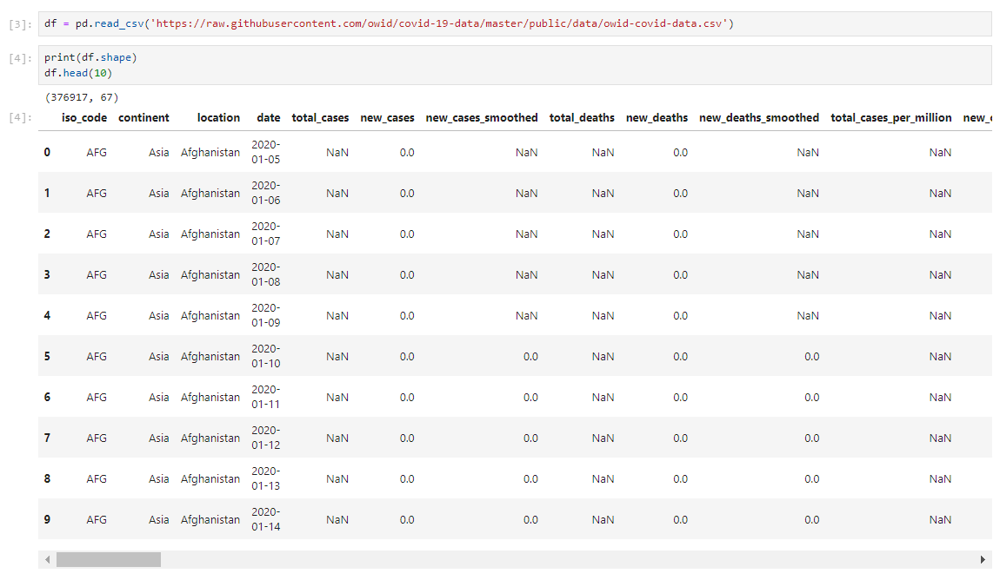 [3]: df = pd.read_csv('https://raw.githubusercontent.com/owid/covid-19-data/master/public/data/owid-covid-data.csv')
[4]: print(df.shape)
df.head(10)
(376917, 67)
[4]: iso_code continent location date total_cases new_cases new_cases_smoothed total_deaths new_deaths new_deaths_smoothed total_cases_per_million new_
0 AFG Asia Afghanistan 2020-01-05 NaN 0.0 NaN NaN 0.0 NaN NaN
1 AFG Asia Afghanistan 2020-01-06 NaN 0.0 NaN NaN 0.0 NaN NaN
2 AFG Asia Afghanistan 2020-01-07 NaN 0.0 NaN NaN 0.0 NaN NaN
3 AFG Asia Afghanistan 2020-01-08 NaN 0.0 NaN NaN 0.0 NaN NaN
4 AFG Asia Afghanistan 2020-01-09 NaN 0.0 NaN NaN 0.0 NaN NaN
5 AFG Asia Afghanistan 2020-01-10 NaN 0.0 0.0 NaN 0.0 0.0 NaN
6 AFG Asia Afghanistan 2020-01-11 NaN 0.0 0.0 NaN 0.0 0.0 NaN
7 AFG Asia Afghanistan 2020-01-12 NaN 0.0 0.0 NaN 0.0 0.0 NaN
8 AFG Asia Afghanistan 2020-01-13 NaN 0.0 0.0 NaN 0.0 0.0 NaN
9 AFG Asia Afghanistan 2020-01-14 NaN 0.0 0.0 NaN 0.0 0.0 NaN